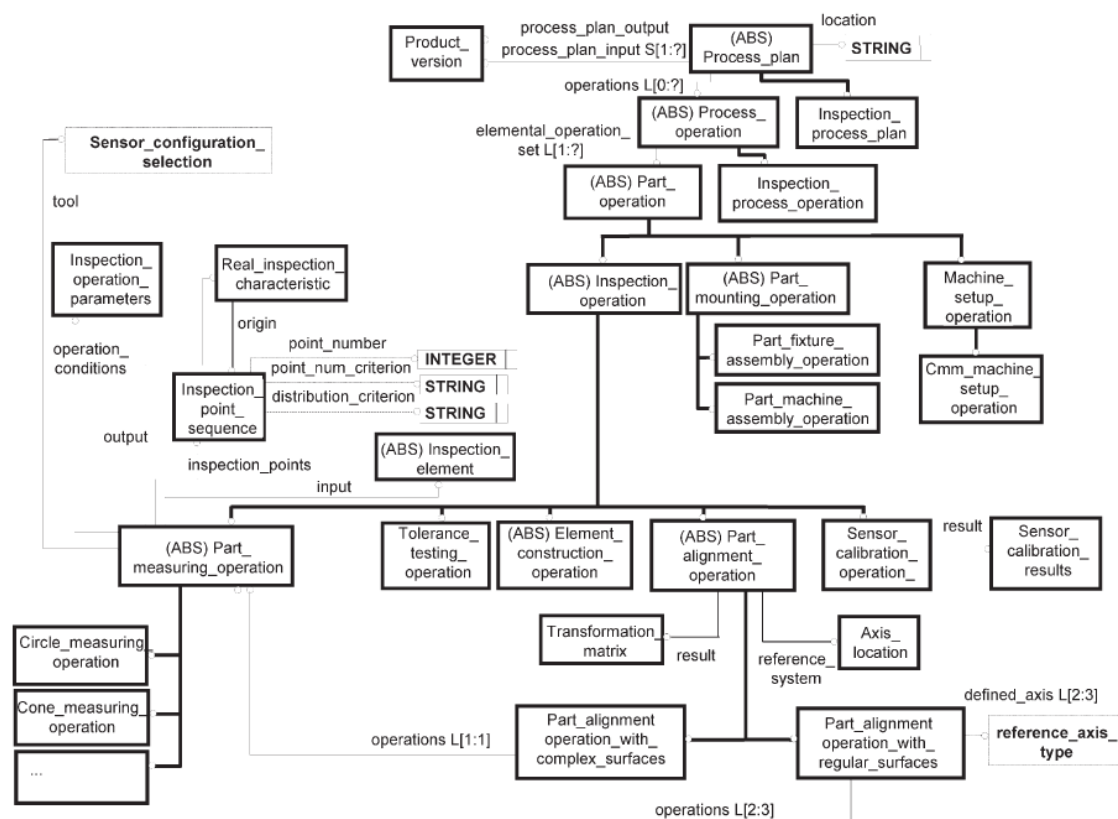 location
process_plan_output
Product_
version
process_plan_input S[1:?]
(ABS)
Process_plan
STRING
operations L[0:?]
(ABS) Process_
operation
Inspection_
process_plan
elemental_operation_
set L[1:?]
Sensor_configuration_
selection
(ABS) Part_
operation
Inspection_
process_operation
tool
Inspection_
operation_
parameters
Real_inspection_
characteristic
(ABS) Inspection_
operation
(ABS) Part_
mounting_operation
Machine_
setup_
operation
origin
operation_
conditions
point_number
point_num_criterion
distribution_criterion
INTEGER
STRING
STRING
Part_fixture_
assembly_operation
Cmm_machine_
setup_
operation
Inspection_
point_
sequence
Part_machine_
assembly_operation
output
inspection_points
(ABS) Inspection_
element
input
(ABS) Part_
measuring_operation
Tolerance_
testing_
operation
(ABS) Element_
construction_
operation
(ABS) Part_
alignment_
operation
Sensor_
calibration_
operation_
result
Sensor_
calibration_
results
Circle_measuring_
operation
Transformation_
matrix
result
reference_
system
Axis_
location
Cone_measuring_
operation
defined_axis L[2:3]
operations L[1:1]
Part_alignment
operation_with_
complex_surfaces
Part_alignment
operation_with_
regular_surfaces
reference_axis_
type
...
operations L[2:3]